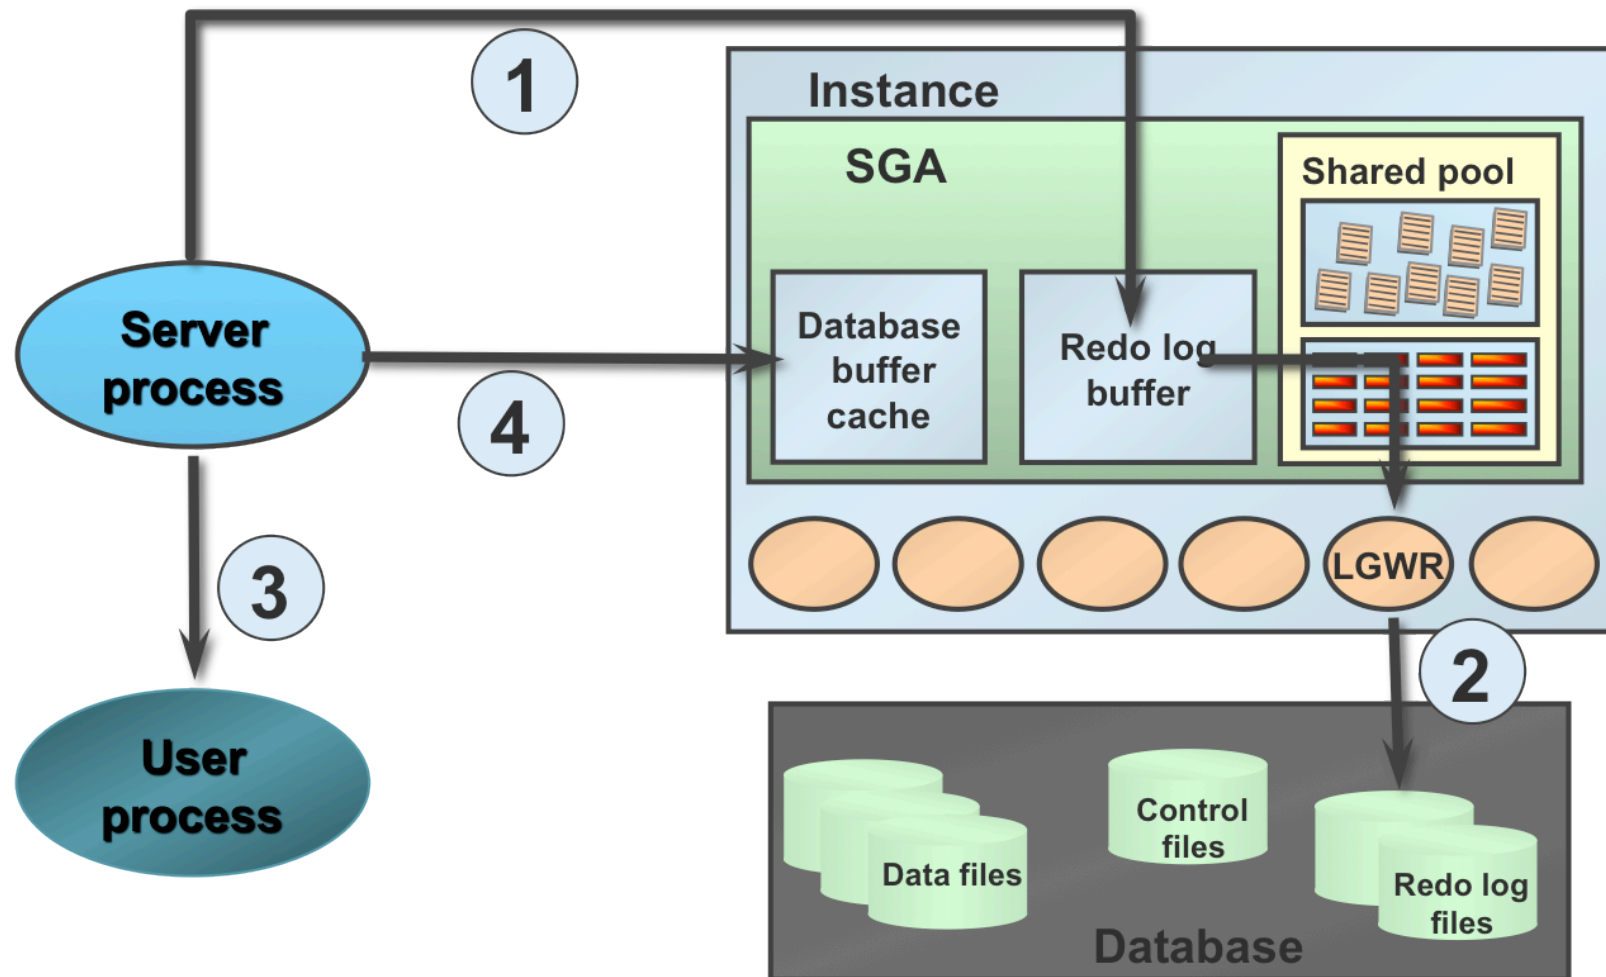 1
Instance
SGA
Shared pool
Server
process
Database
buffer
cache
Redo log
buffer
4
3
LGWR
2
User
process
Control
files
Data files
Redo log
files
Database